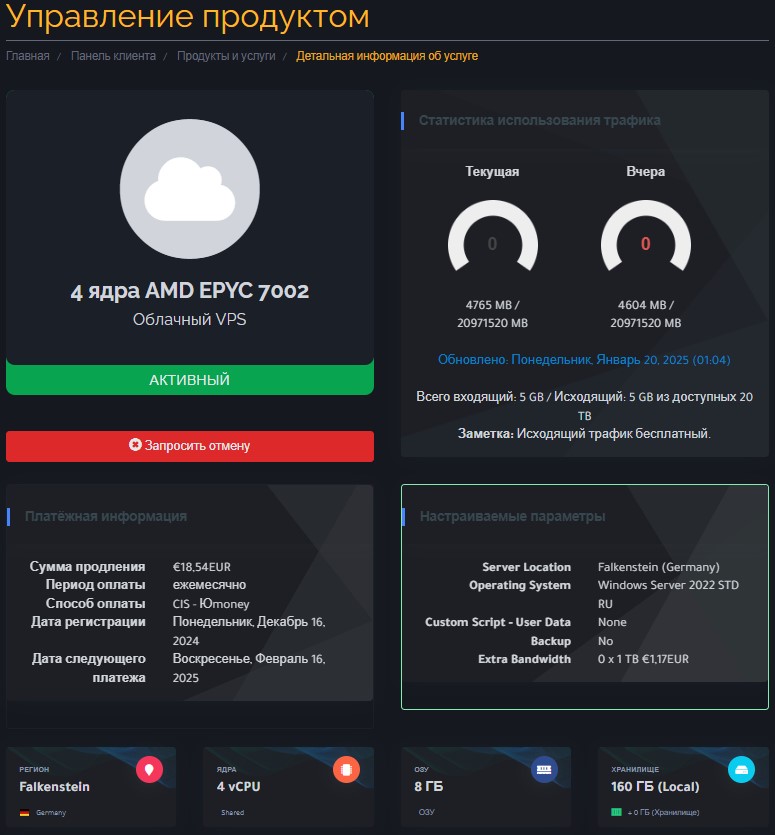 Управление продуктом
Главная / Панель клиента / Продукты и услуги / Детальная информация об услуге
4 ядра AMD EPYC 7002
Облачный VPS
АКТИВНЫЙ
Запросить отмену
Статистика использования трафика
Текущая
Вчера
0
0
4765 MB /
20971520 MB
4604 MB /
20971520 MB
Обновлено: Понедельник, Январь 20, 2025 (01:04)
Всего входящий: 5 GB / Исходящий: 5 GB из доступных 20
TB
Заметка: Исходящий трафик бесплатный.
Платёжная информация
Сумма продления €18,54EUR
Период оплаты ежемесячно
Способ оплаты CIS - Юmoney
Дата регистрации Понедельник, Декабрь 16,
2024
Дата следующего Воскресенье, Февраль 16,
платежа 2025
Настраиваемые параметры
Server Location Falkenstein (Germany)
Operating System Windows Server 2022 STD
RU
Custom Script - User Data None
Backup No
Extra Bandwidth 0 x 1 TB €1,17EUR
РЕГИОН
Falkenstein
Germany
ЯДРА
4 vCPU
Shared
ОЗУ
8 ГБ
ОЗУ
ХРАНИЛИЩЕ
160 ГБ (Local)
+ 0 ГБ (Хранилище)